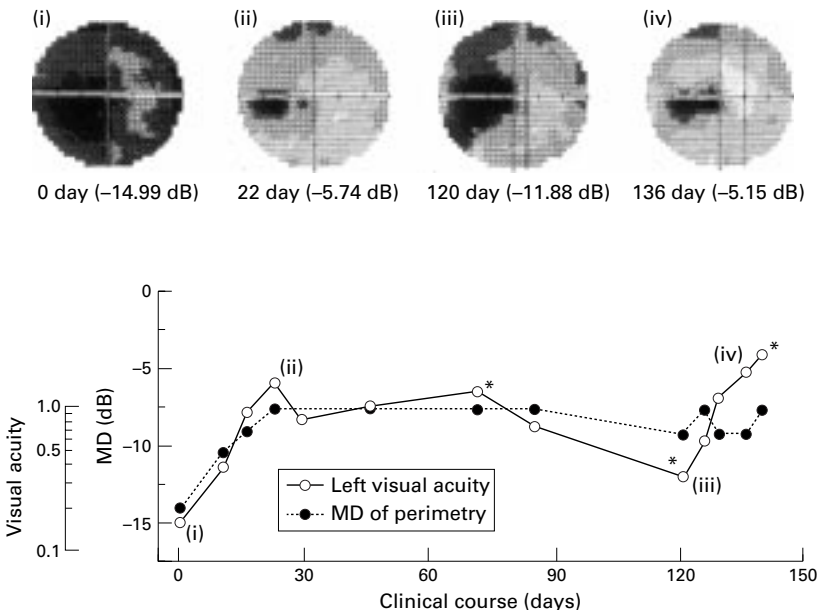 (i)
(ii)
(iii)
(iv)
0 day (–14.99 dB)
22 day (–5.74 dB)
120 day (–11.88 dB)
136 day (–5.15 dB)
0
–5
–10
–15
MD (dB)
1.0
0.5
0.1
Visual acuity
(i)
(ii)
*
*
(iii)
(iv)
*
Left visual acuity
MD of perimetry
0
30
60
90
120
150
Clinical course (days)